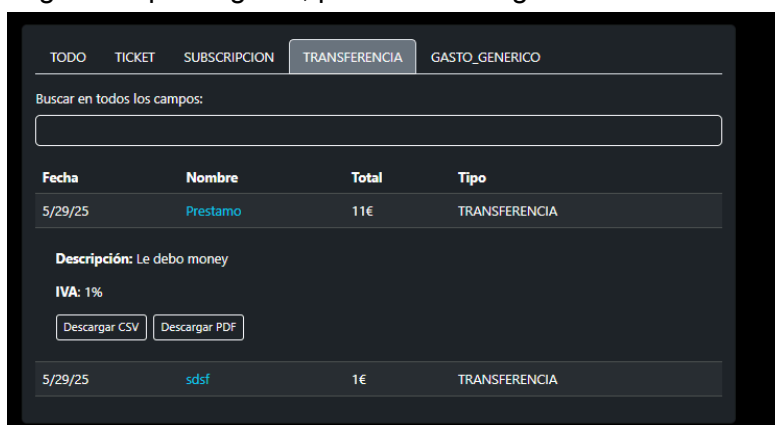 TODO TICKET SUBSCRIPCION TRANSFERENCIA GASTO_GENERICO
Buscar en todos los campos:
Fecha Nombre Total Tipo
5/29/25 Prestamo 11€ TRANSFERENCIA
Descripción: Le debo money
IVA: 1%
Descargar CSV Descargar PDF
5/29/25 sdsf 1€ TRANSFERENCIA